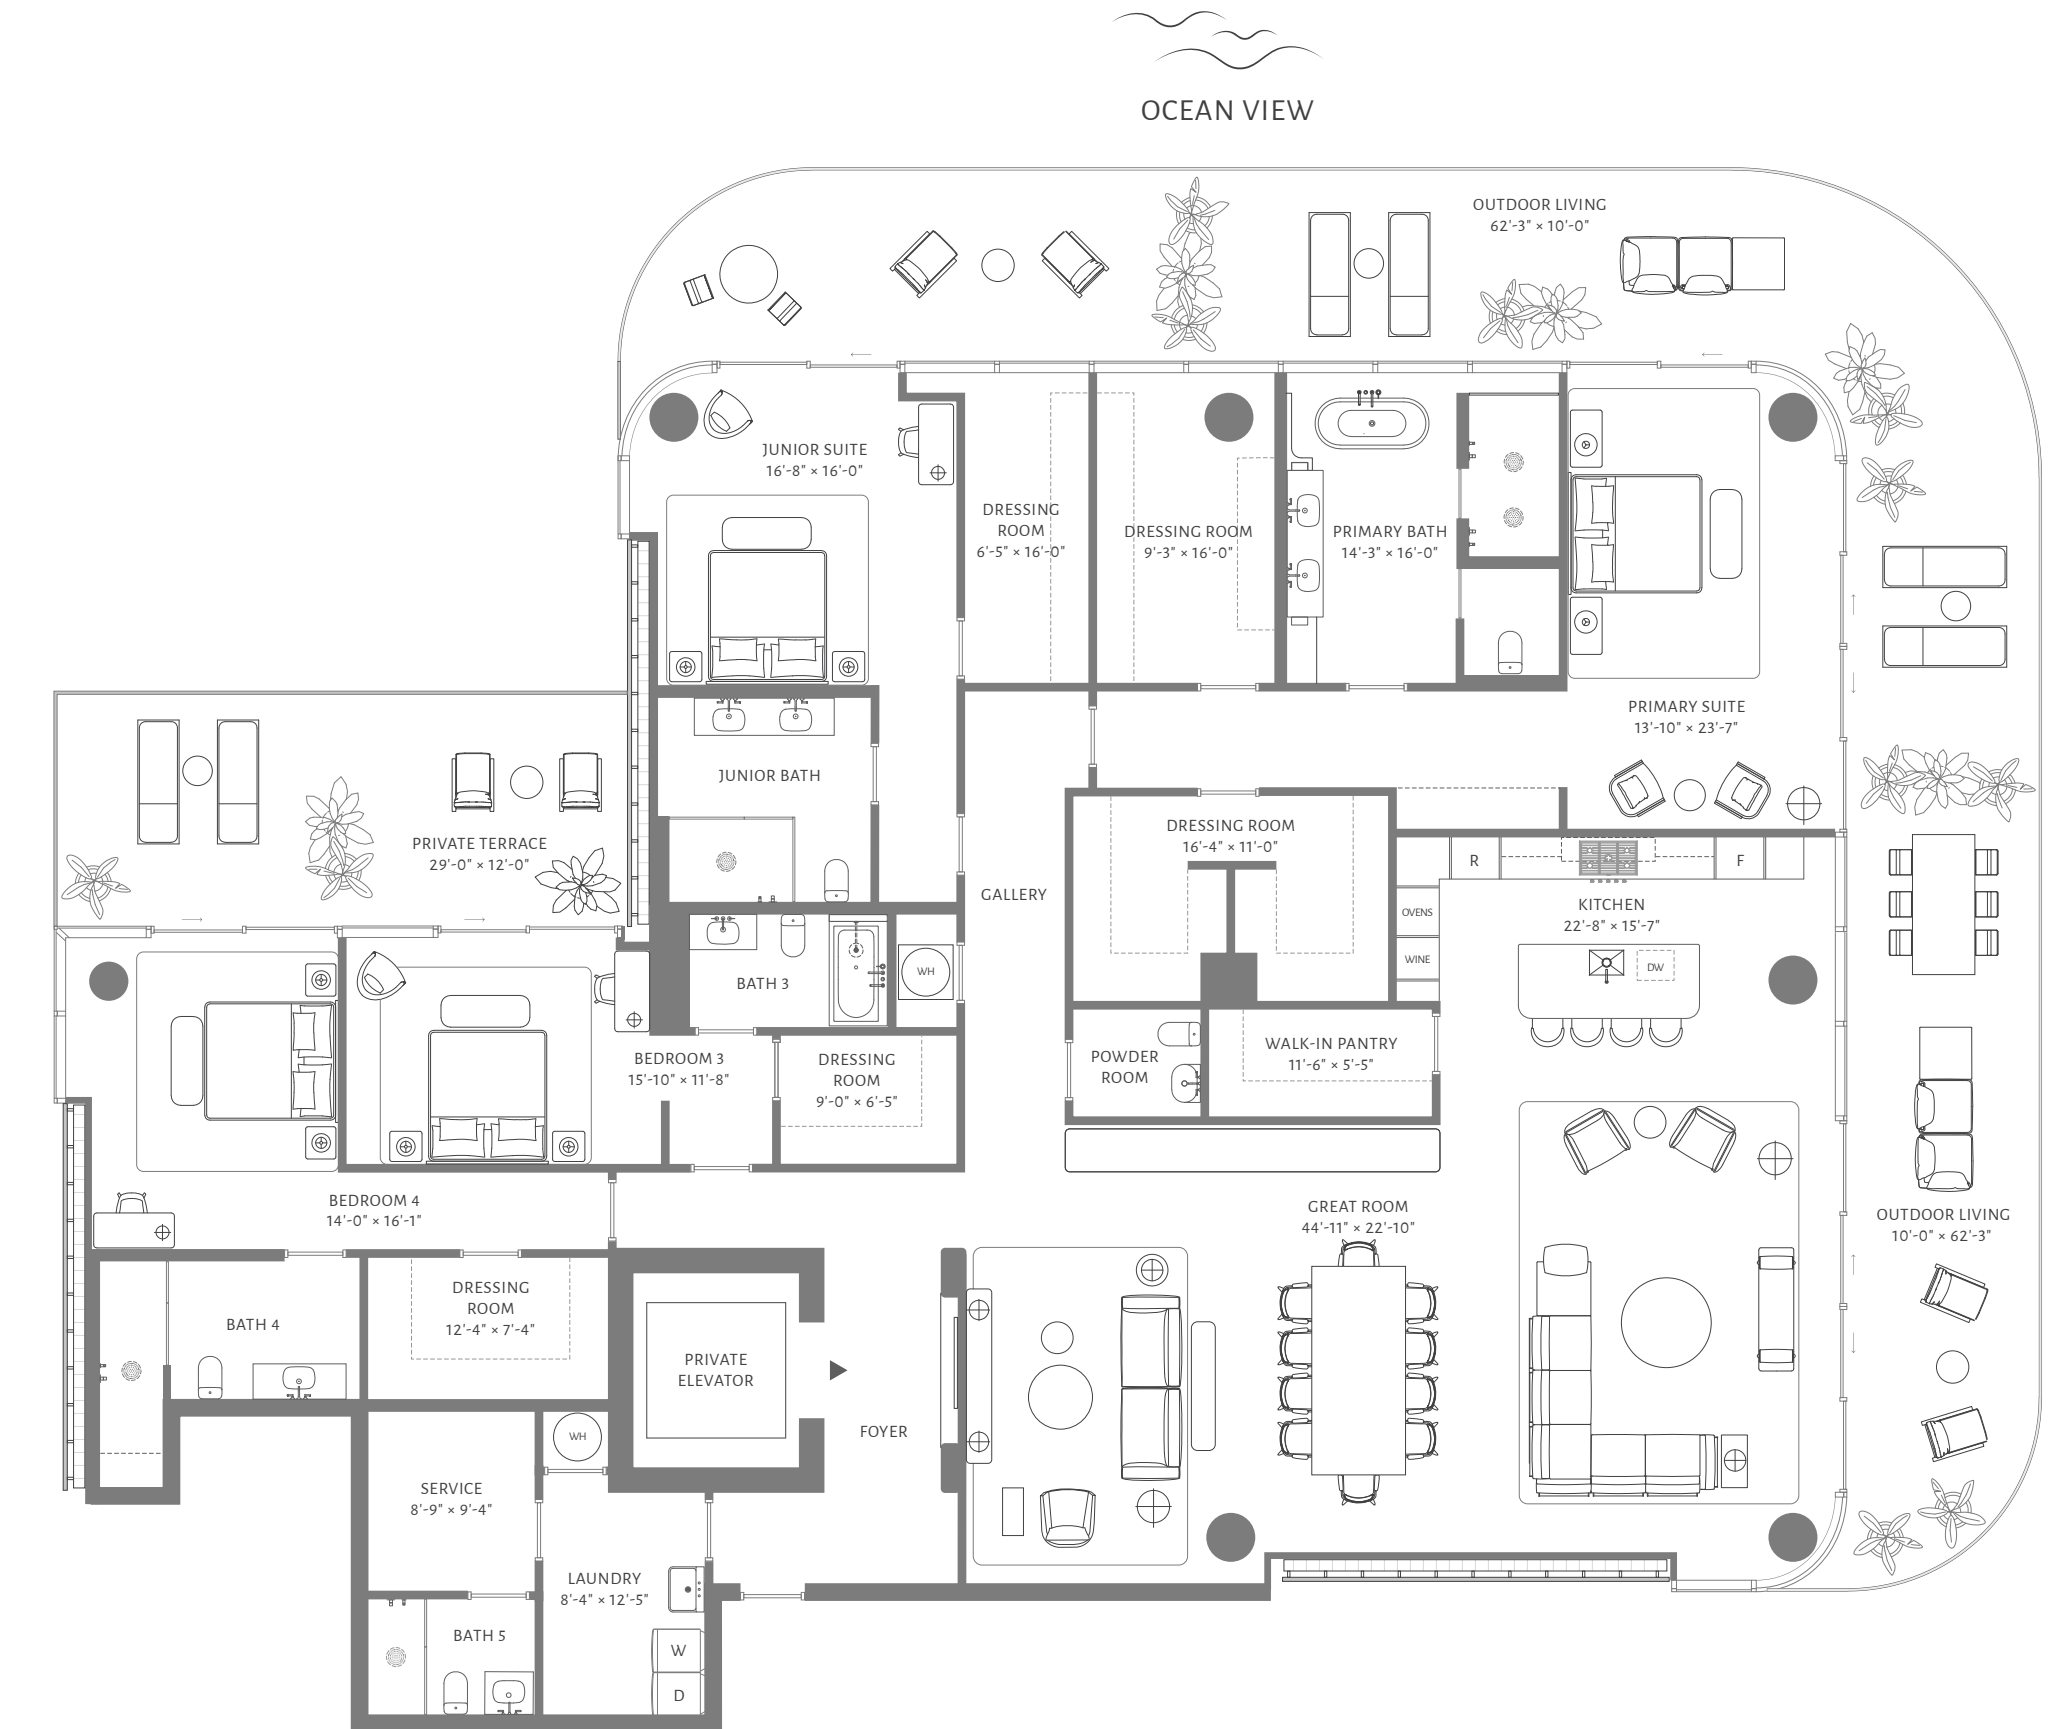 OCEAN VIEW
OUTDOOR LIVING
62'-3" × 10'-0"
JUNIOR SUITE
16'-8" × 16'-0"
DRESSING
ROOM
6'-5" × 16'-0"
DRESSING ROOM
9'-3" × 16'-0"
PRIMARY BATH
14'-3" × 16'-0"
PRIMARY SUITE
13'-10" × 23'-7"
JUNIOR BATH
PRIVATE TERRACE
29'-0" × 12'-0"
DRESSING ROOM
16'-4" × 11'-0"
GALLERY
R
F
OVENS
WINE
KITCHEN
22'-8" × 15'-7"
DW
BATH 3
WH
BEDROOM 3
15'-10" × 11'-8"
DRESSING
ROOM
9'-0" × 6'-5"
POWDER
ROOM
WALK-IN PANTRY
11'-6" × 5'-5"
BEDROOM 4
14'-0" × 16'-1"
GREAT ROOM
44'-11" × 22'-10"
OUTDOOR LIVING
10'-0" × 62'-3"
BATH 4
DRESSING
ROOM
12'-4" × 7'-4"
PRIVATE
ELEVATOR
FOYER
WH
SERVICE
8'-9" × 9'-4"
LAUNDRY
8'-4" × 12'-5"
BATH 5
W
D